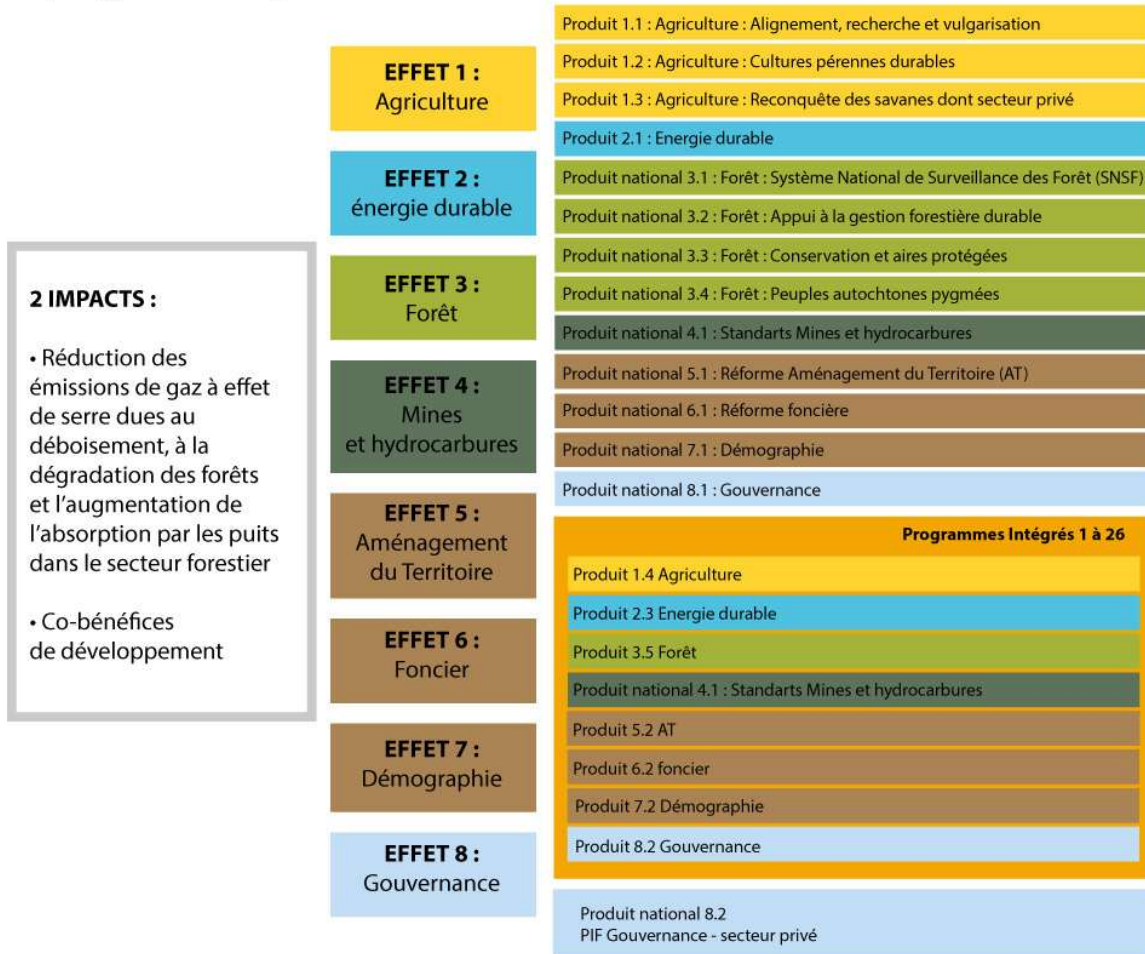 2 IMPACTS :
• Réduction des
émissions de gaz à effet
de serre dues au
déboisement, à la
dégradation des forêts
et l'augmentation de
l'absorption par les puits
dans le secteur forestier
• Co-bénéfices
de développement
EFFET 1 :
Agriculture
EFFET 2 :
énergie durable
EFFET 3 :
Forêt
EFFET 4 :
Mines
et hydrocarbures
EFFET 5 :
Aménagement
du Territoire
EFFET 6 :
Foncier
EFFET 7 :
Démographie
EFFET 8 :
Gouvernance
Produit 1.1 : Agriculture : Alignement, recherche et vulgarisation
Produit 1.2 : Agriculture : Cultures pérennes durables
Produit 1.3 : Agriculture : Reconquête des savanes dont secteur privé
Produit 2.1 : Energie durable
Produit national 3.1 : Forêt : Système National de Surveillance des Forêt (SNSF)
Produit national 3.2 : Forêt : Appui à la gestion forestière durable
Produit national 3.3 : Forêt : Conservation et aires protégées
Produit national 3.4 : Forêt : Peuples autochtones pygmées
Produit national 4.1 : Standarts Mines et hydrocarbures
Produit national 5.1 : Réforme Aménagement du Territoire (AT)
Produit national 6.1 : Réforme foncière
Produit national 7.1 : Démographie
Produit national 8.1 : Gouvernance
Programmes Intégrés 1 à 26
Produit 1.4 Agriculture
Produit 2.3 Energie durable
Produit 3.5 Forêt
Produit national 4.1 : Standarts Mines et hydrocarbures
Produit 5.2 AT
Produit 6.2 foncier
Produit 7.2 Démographie
Produit 8.2 Gouvernance
Produit national 8.2
PIF Gouvernance - secteur privé